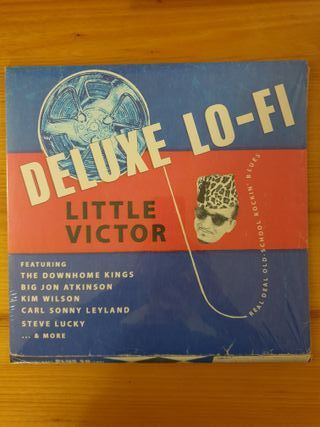 DELUXE LO-FI
LITTLE
VICTOR
REAL DEAL OLD-SCHOOL ROCKIN' BLUES
FEATURING
THE DOWNHOME KINGS
BIG JON ATKINSON
KIM WILSON
CARL SONNY LEYLAND
STEVE LUCKY
... & MORE